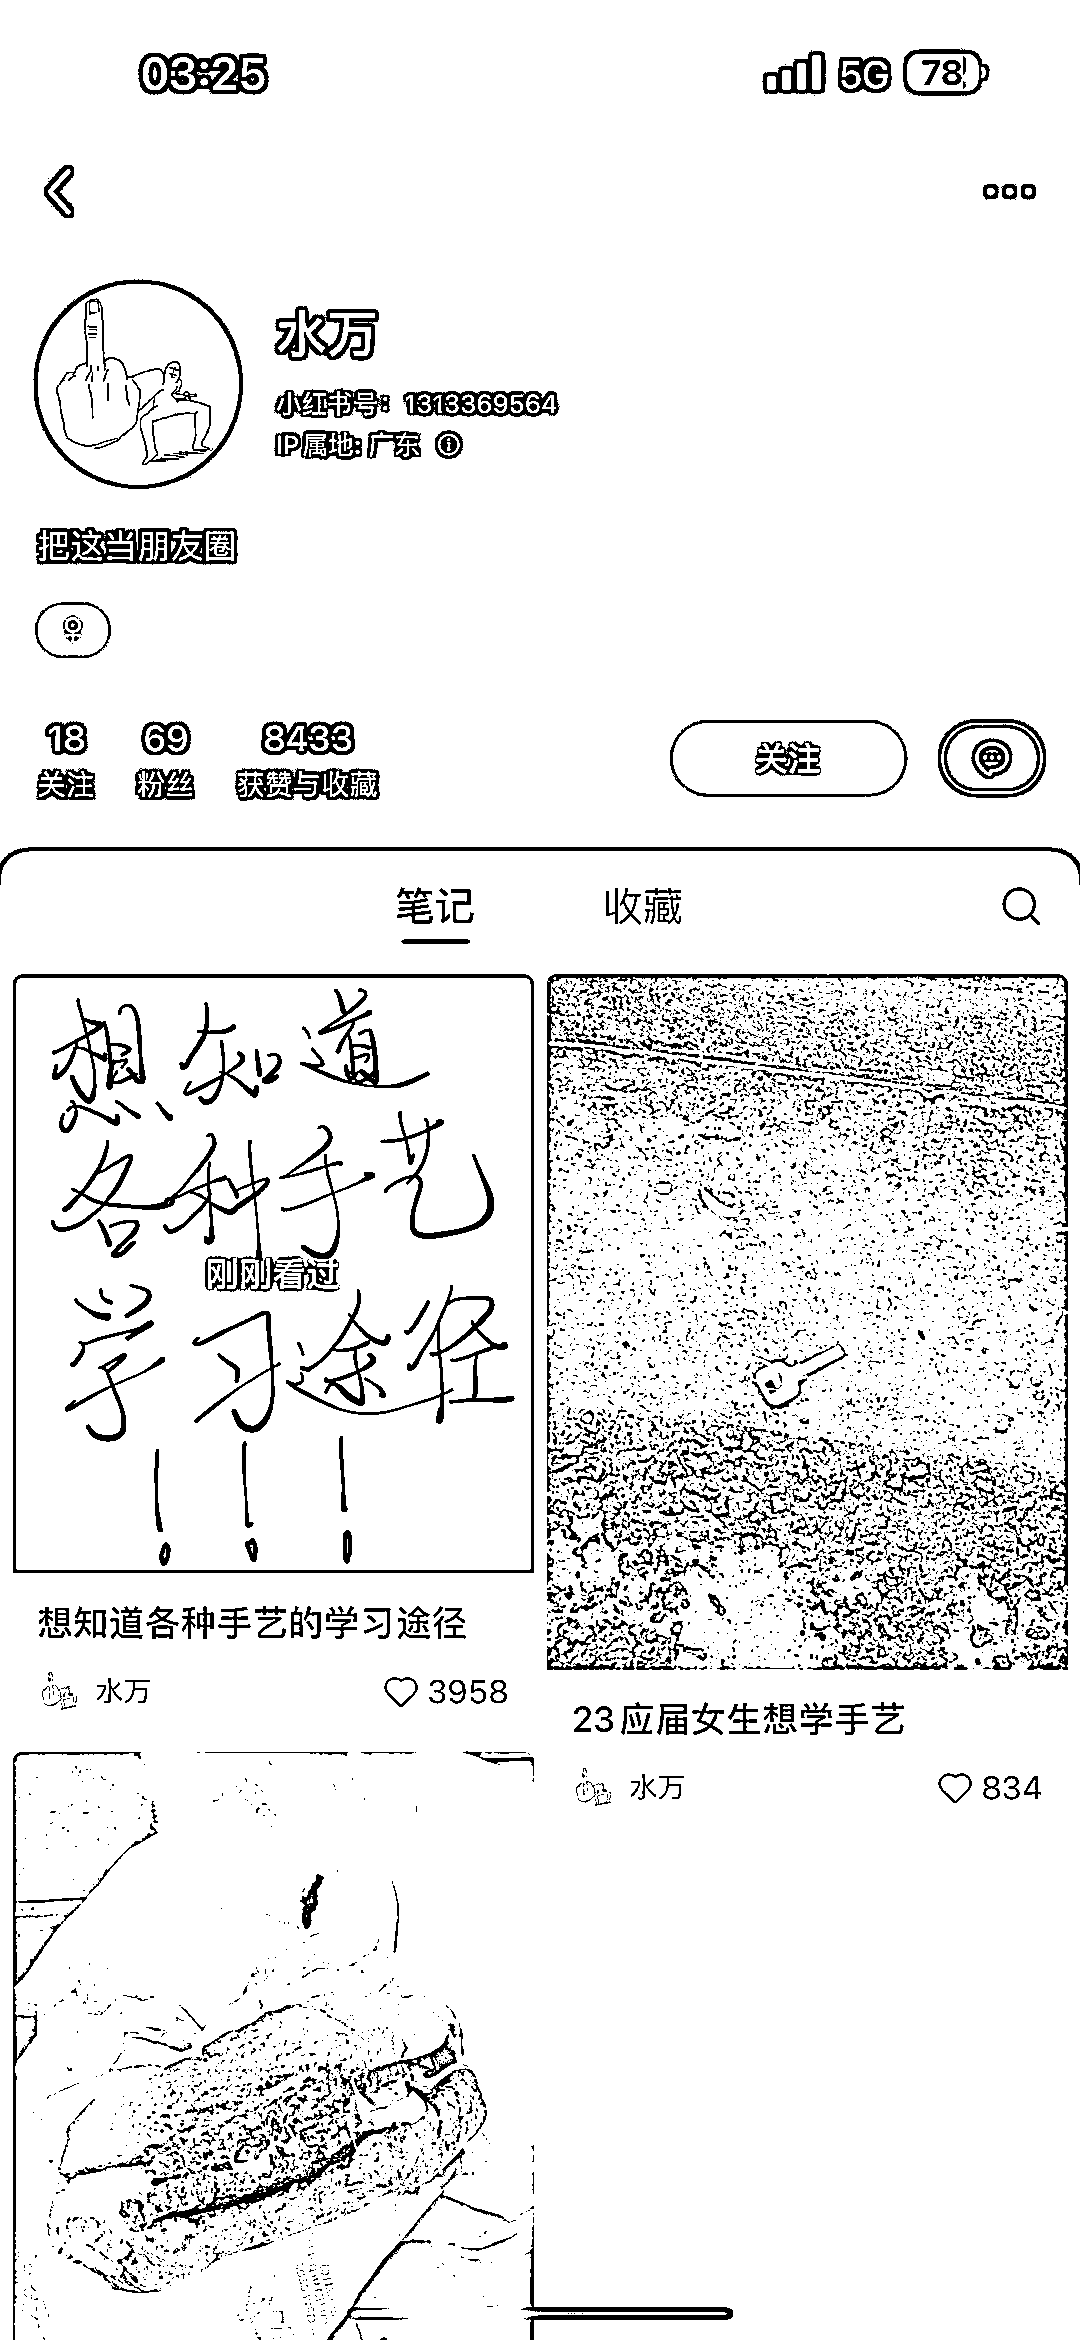 03:25 5G 78
水万
小红书号：1313369564
IP属地：广东
把这当朋友圈
18 69 8433
关注 粉丝 获赞与收藏 关注
笔记 收藏
想知道
各种手艺
刚刚看过
学习途径
！！！
想知道各种手艺的学习途径
水万 3958
23应届女生想学手艺
水万 834